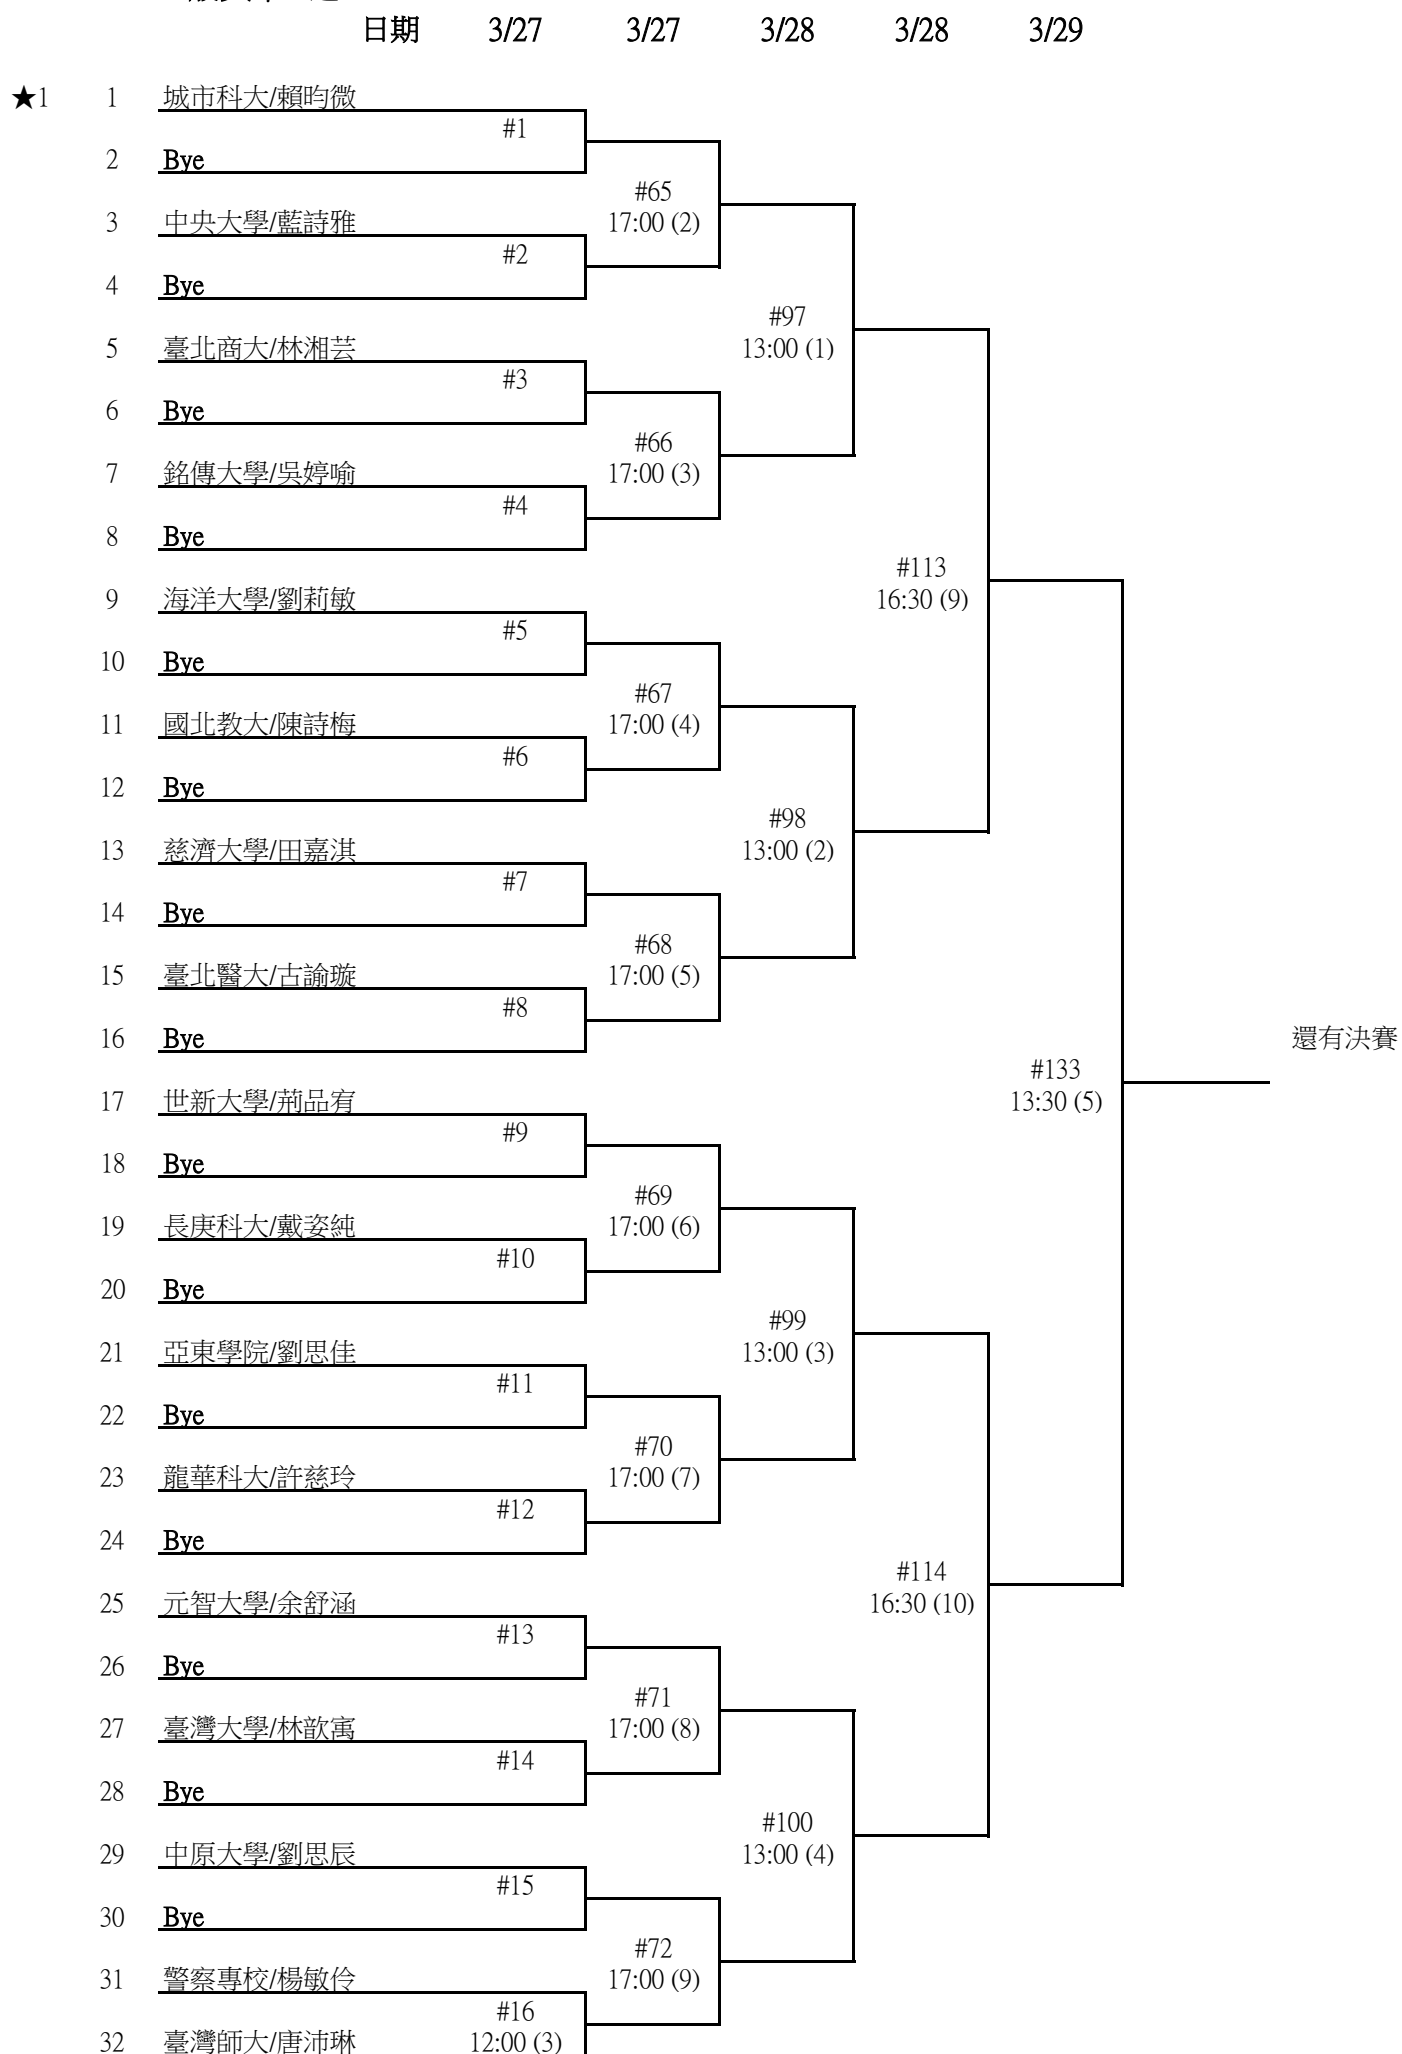 日期 3/27 3/27 3/28 3/28 3/29
★1 1 城市科大/賴昀微
#1
2 Bye
#65
3 中央大學/藍詩雅 17:00 (2)
#2
4 Bye
#97
5 臺北商大/林湘芸 13:00 (1)
#3
6 Bye
#66
7 銘傳大學/吳婷喻 17:00 (3)
#4
8 Bye
#113
9 海洋大學/劉莉敏 16:30 (9)
#5
10 Bye
#67
11 國北教大/陳詩梅 17:00 (4)
#6
12 Bye
#98
13 慈濟大學/田嘉淇 13:00 (2)
#7
14 Bye
#68
15 臺北醫大/古諭璇 17:00 (5)
#8
16 Bye 還有決賽
#133
17 世新大學/荊品宥 13:30 (5)
#9
18 Bye
#69
19 長庚科大/戴姿純 17:00 (6)
#10
20 Bye
#99
21 亞東學院/劉思佳 13:00 (3)
#11
22 Bye
#70
23 龍華科大/許慈玲 17:00 (7)
#12
24 Bye
#114
25 元智大學/余舒涵 16:30 (10)
#13
26 Bye
#71
27 臺灣大學/林歆寓 17:00 (8)
#14
28 Bye
#100
29 中原大學/劉思辰 13:00 (4)
#15
30 Bye
#72
31 警察專校/楊敏伶 17:00 (9)
#16
32 臺灣師大/唐沛琳 12:00 (3)